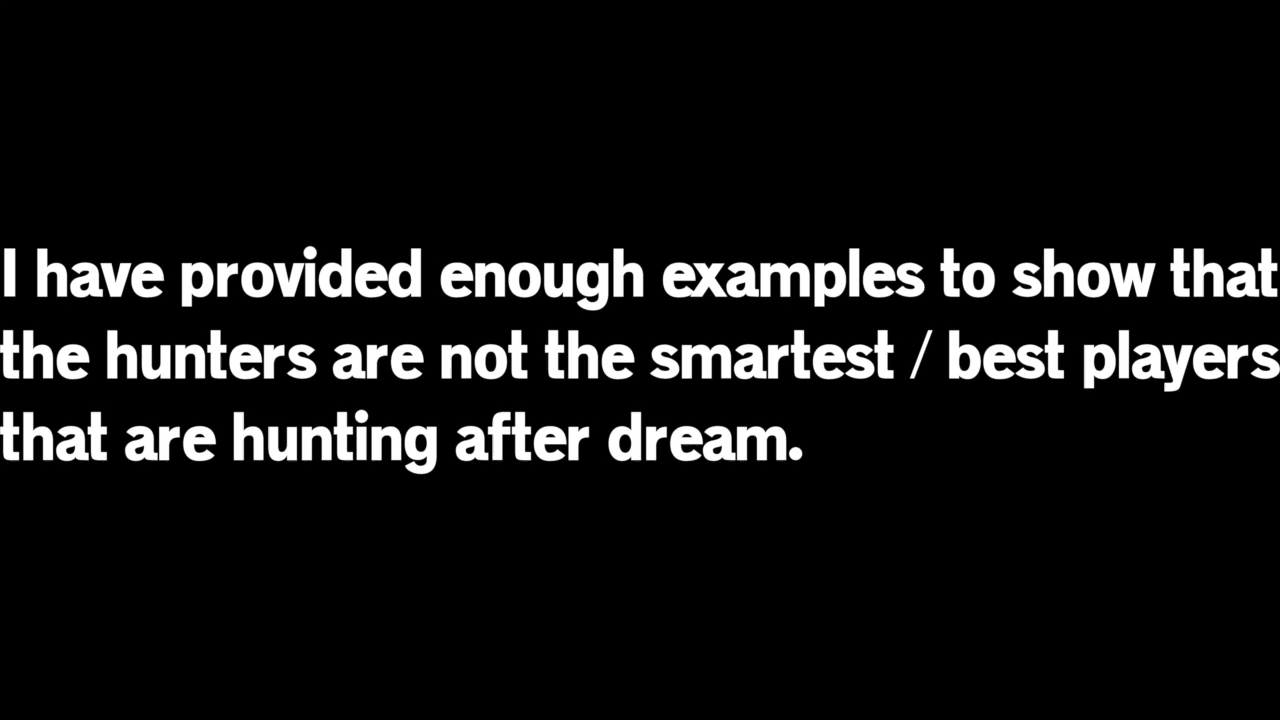 I have provided enough examples to show that
the hunters are not the smartest / best players
that are hunting after dream.